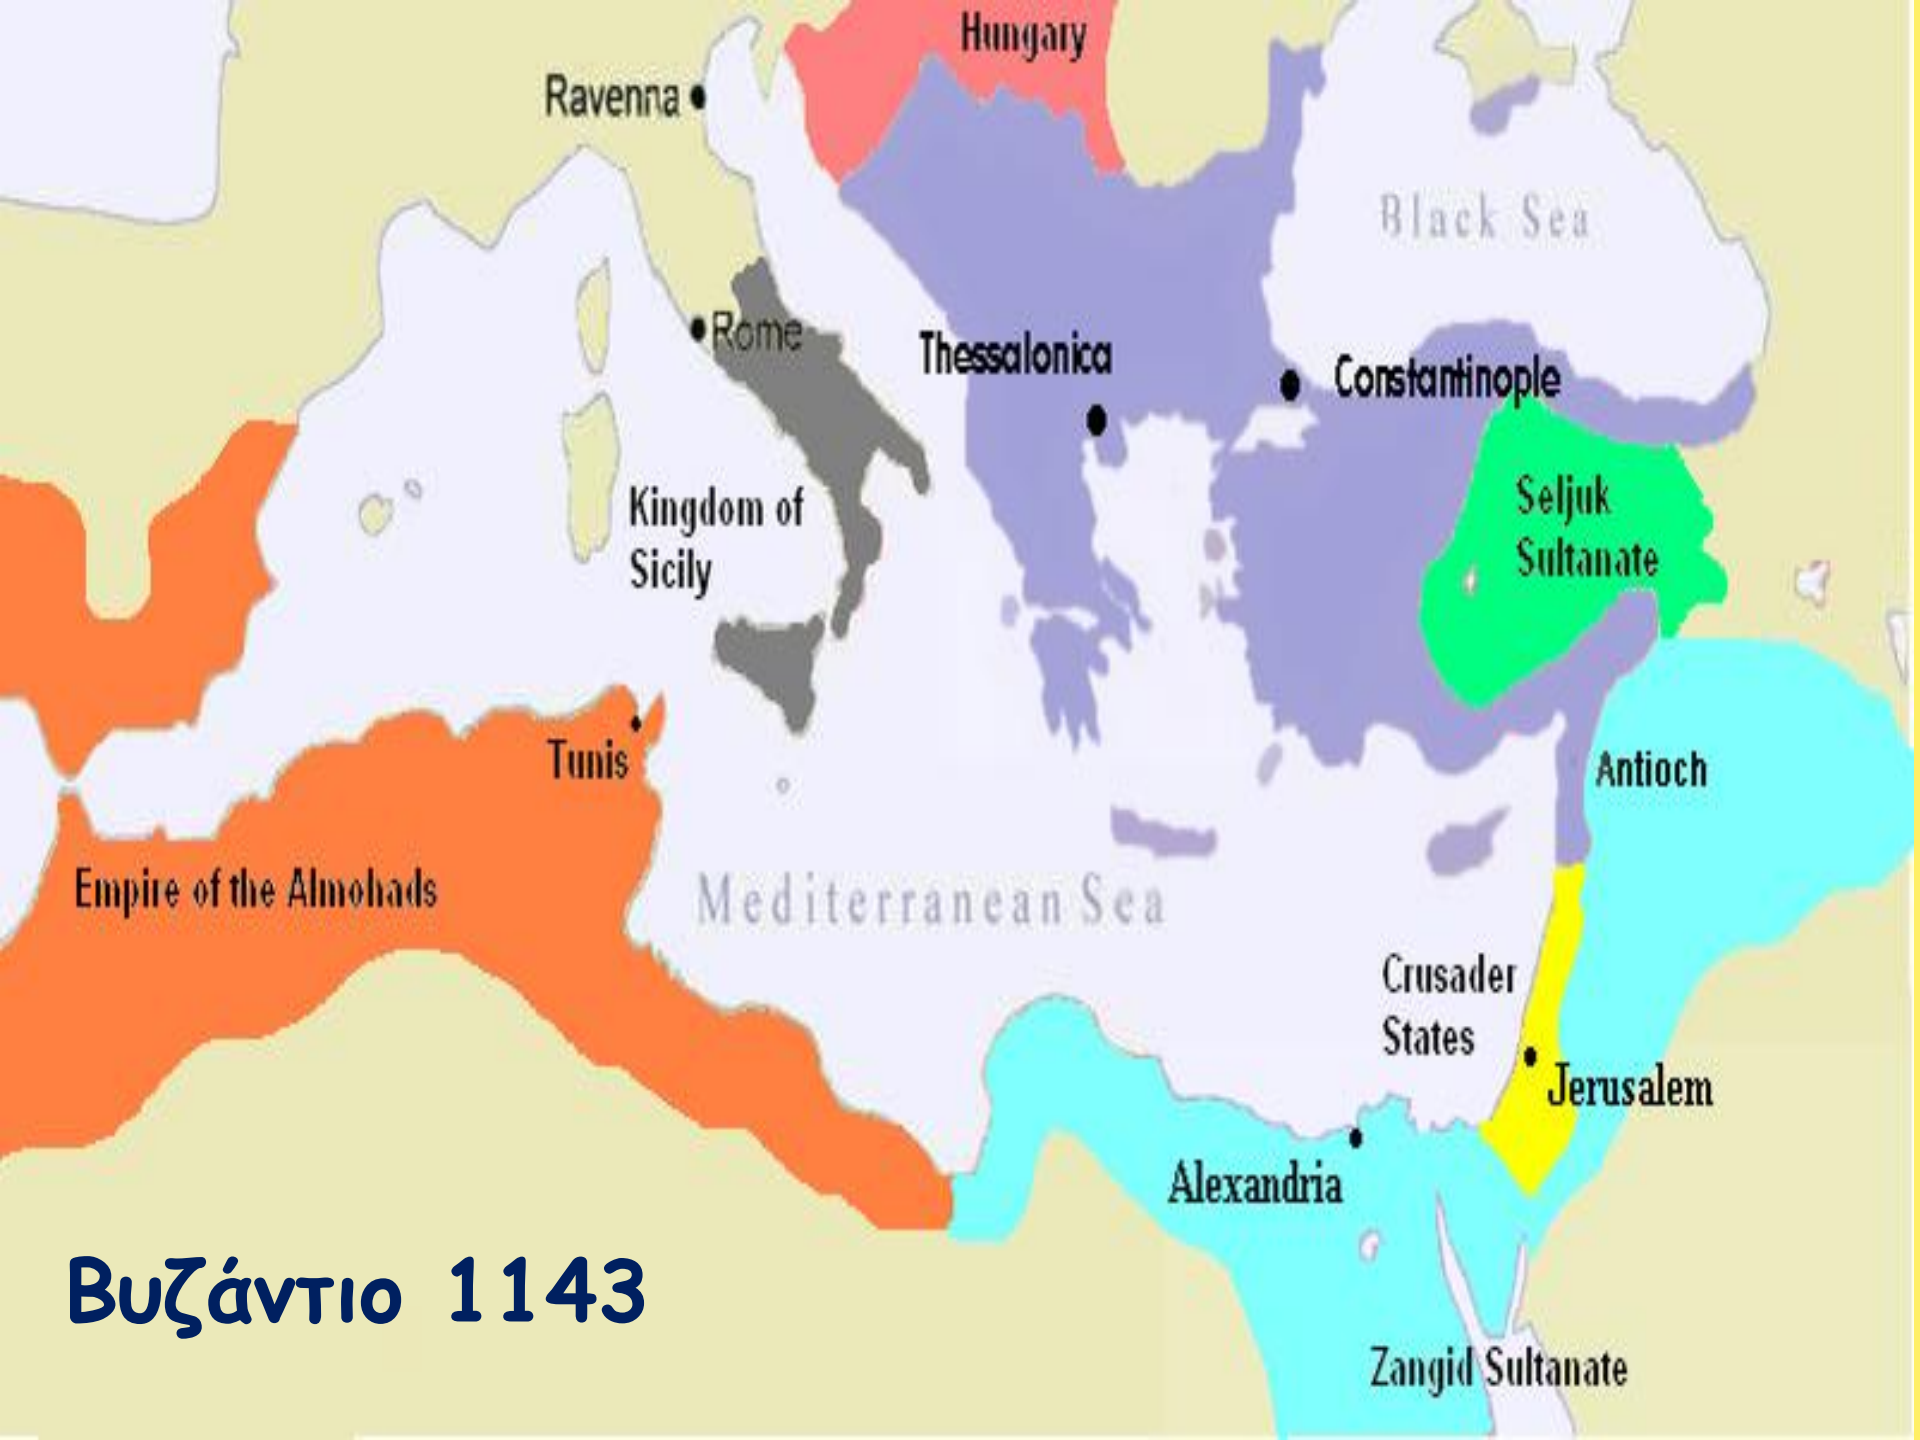 Hungary
Ravenna
Black Sea
Rome
Thessalonica
Constantinople
Kingdom of
Sicily
Seljuk
Sultanate
Tunis
Antioch
Empire of the Almohads
Mediterranean Sea
Crusader
States
Jerusalem
Alexandria
Βυζάντιο 1143
Zangid Sultanate